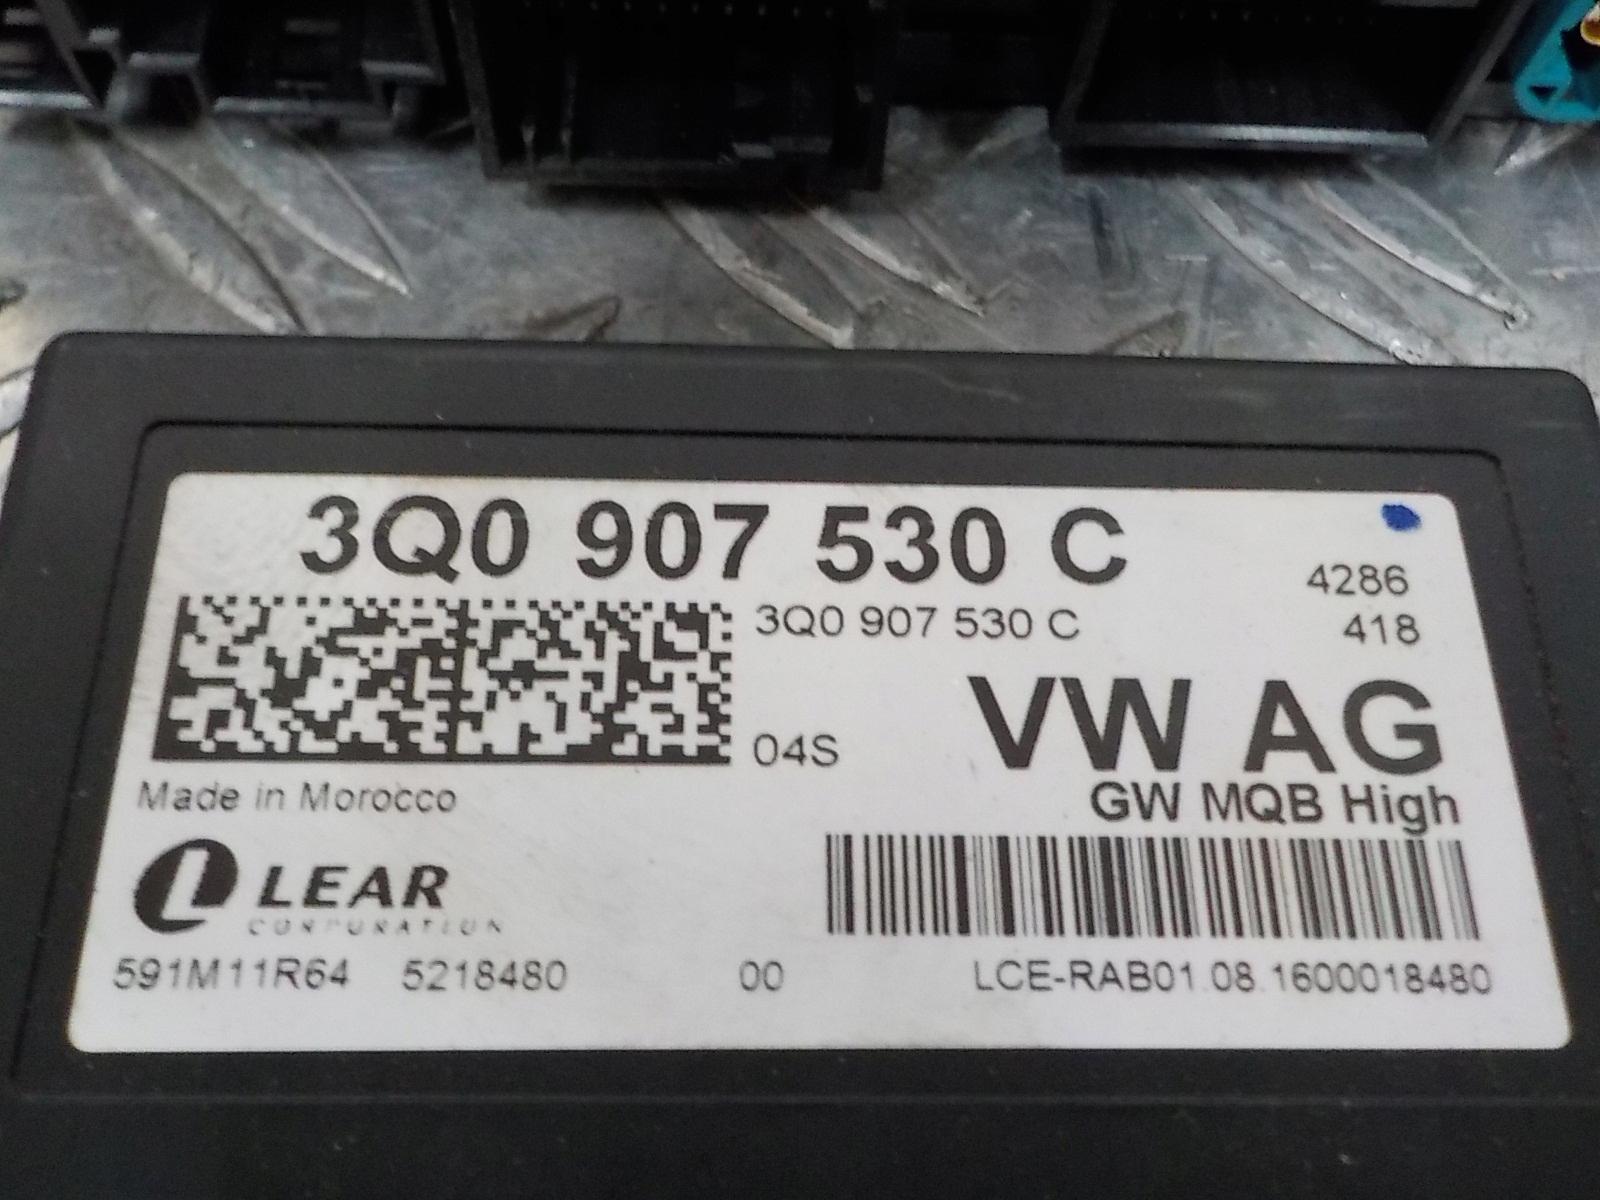 3Q0 907 530 C
4286
3Q0 907 530 C
418
VW AG
04S
GW MQB High
Made in Morocco
LEAR
CORPORATION
591M11R64 5218480 00 LCE-RAB01.08.1600018480